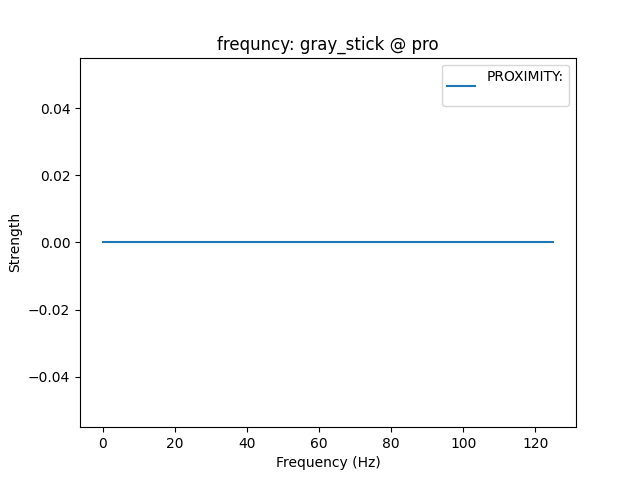 frequncy: gray_stick @ pro
PROXIMITY:
0.04
0.02
0.00
−0.02
−0.04
Strength
0 20 40 60 80 100 120
Frequency (Hz)